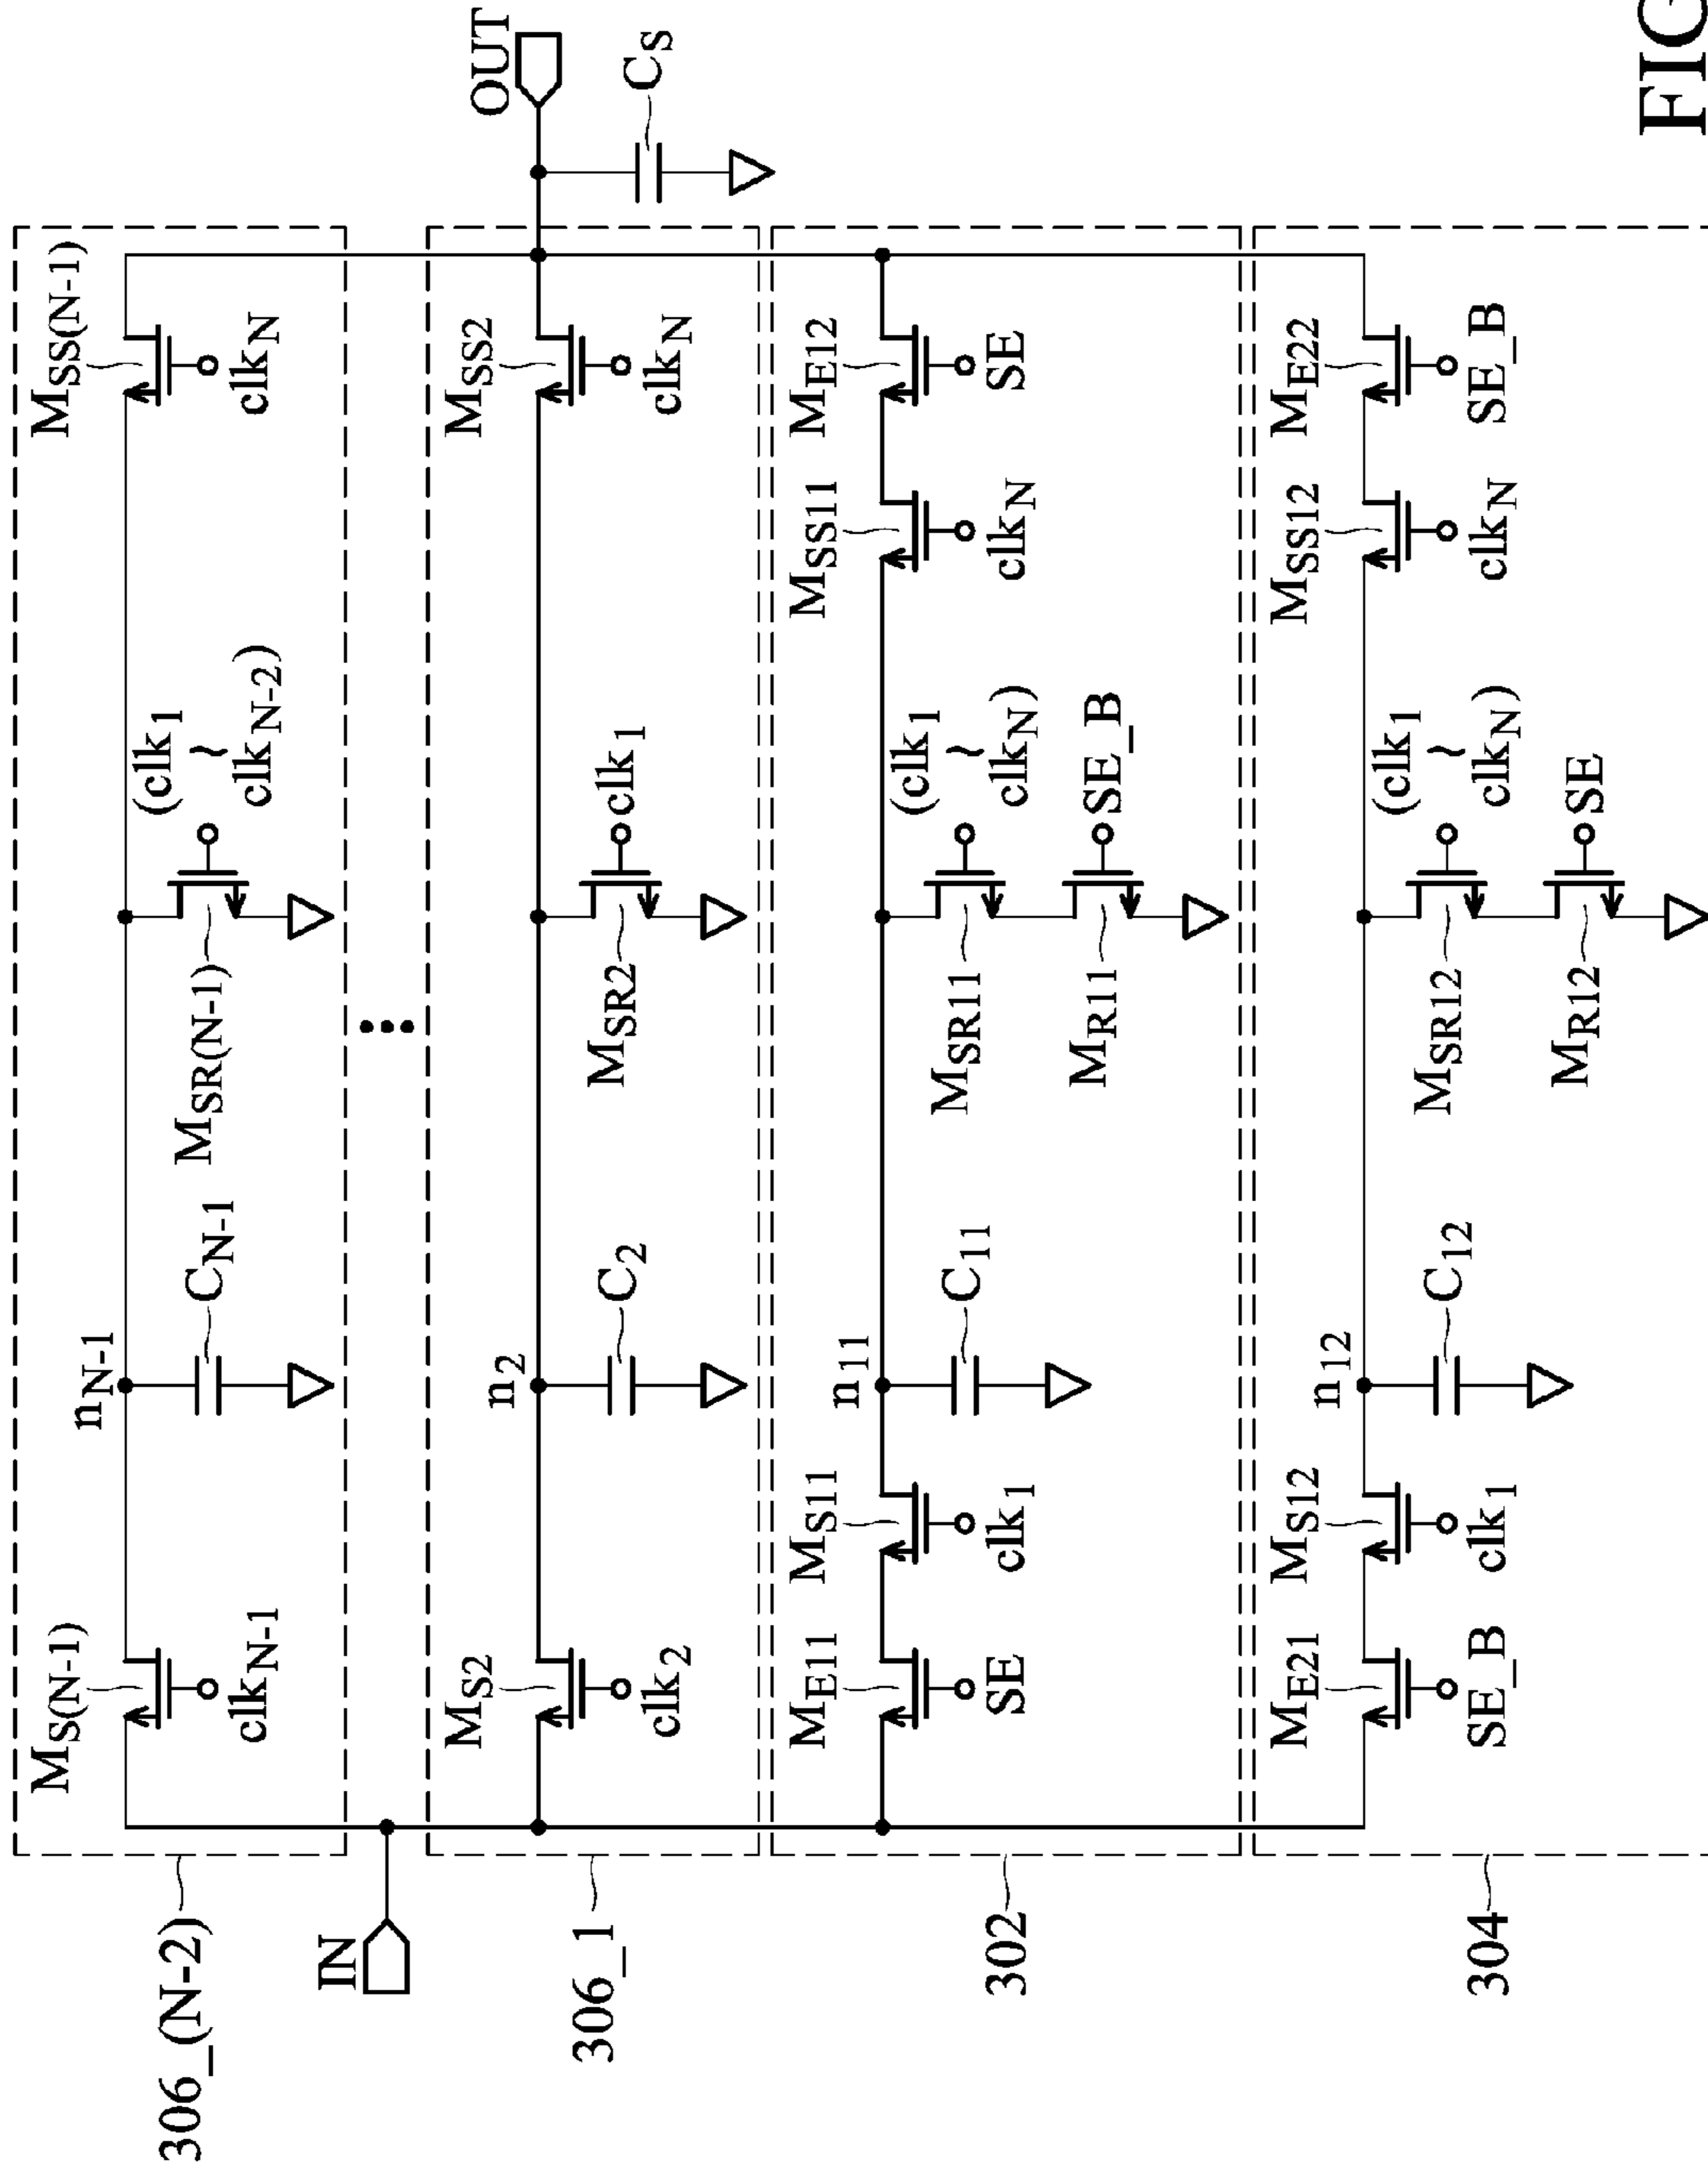 306_(N-2)
M_S(N-1)
clk_N-1
n_N-1
C_N-1
M_SR(N-1)
(clk_1
~
clk_N-2)
M_SS(N-1)
clk_N
IN
OUT
C_S
306_1
M_S2
clk_2
n_2
C_2
M_SR2
clk_1
M_SS2
clk_N
302
M_E11
SE
M_S11
clk_1
n_11
C_11
M_SR11
(clk_1
~
clk_N)
M_R11
SE_B
M_SS11
clk_N
M_E12
SE
304
M_E21
SE_B
M_S12
clk_1
n_12
C_12
M_SR12
(clk_1
~
clk_N)
M_R12
SE
M_SS12
clk_N
M_E22
SE_B